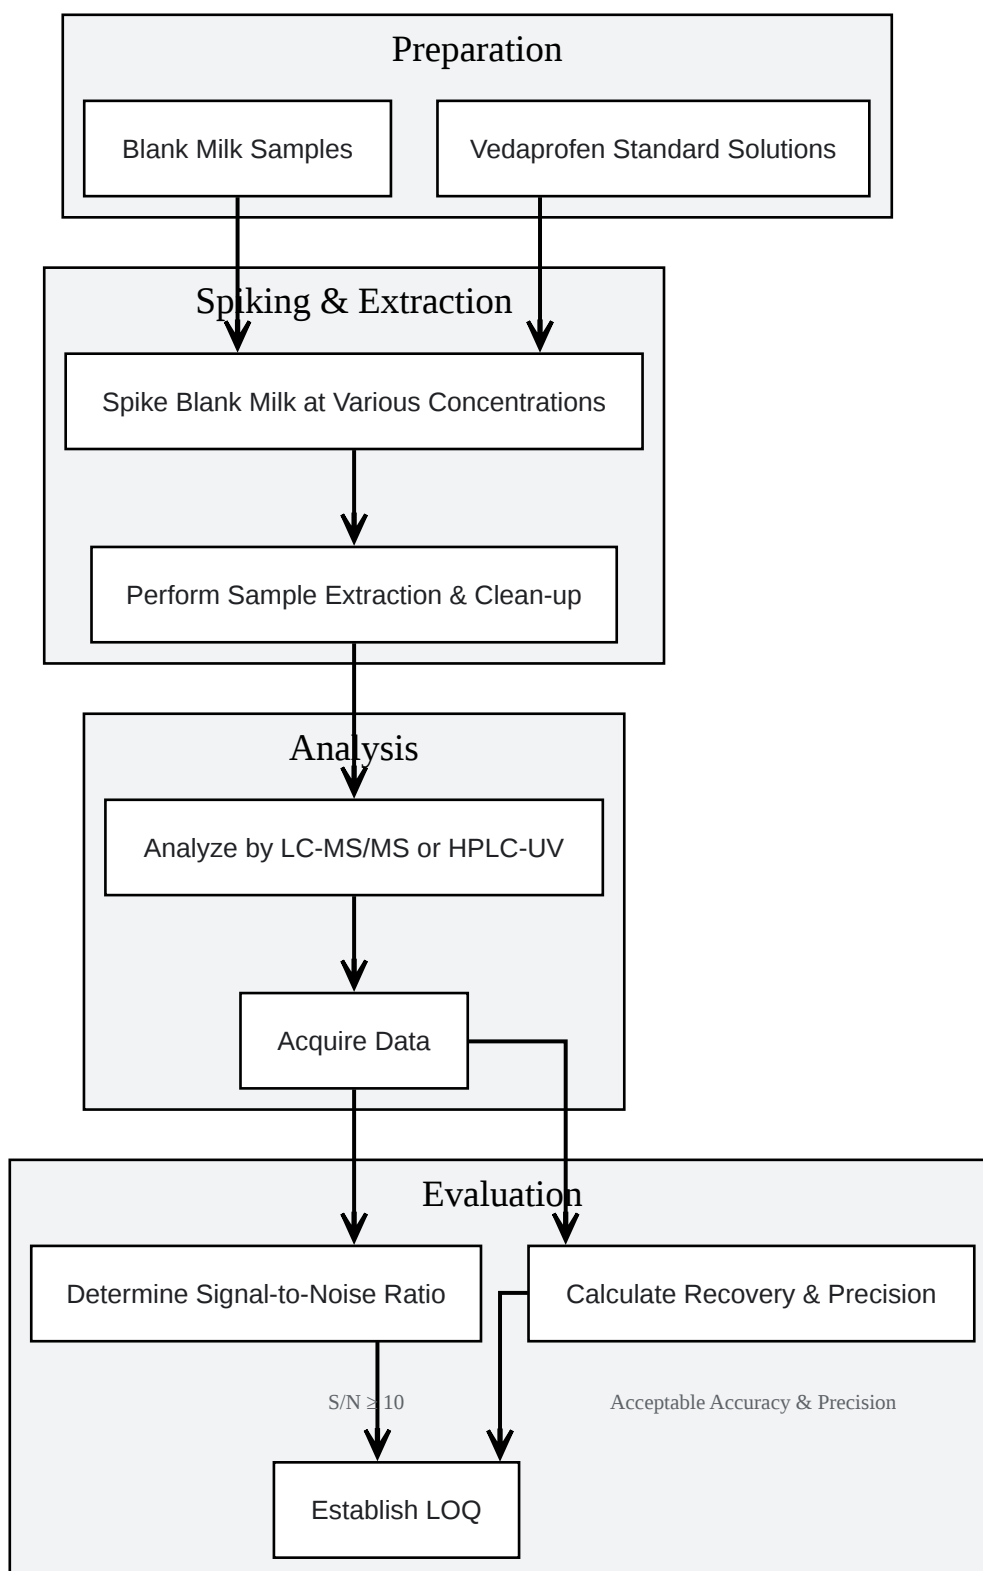 Preparation
Blank Milk Samples
Vedaprofen Standard Solutions
Spiking & Extraction
Spike Blank Milk at Various Concentrations
Perform Sample Extraction & Clean-up
Analysis
Analyze by LC-MS/MS or HPLC-UV
Acquire Data
Evaluation
Determine Signal-to-Noise Ratio
Calculate Recovery & Precision
S/N ≥ 10
Acceptable Accuracy & Precision
Establish LOQ